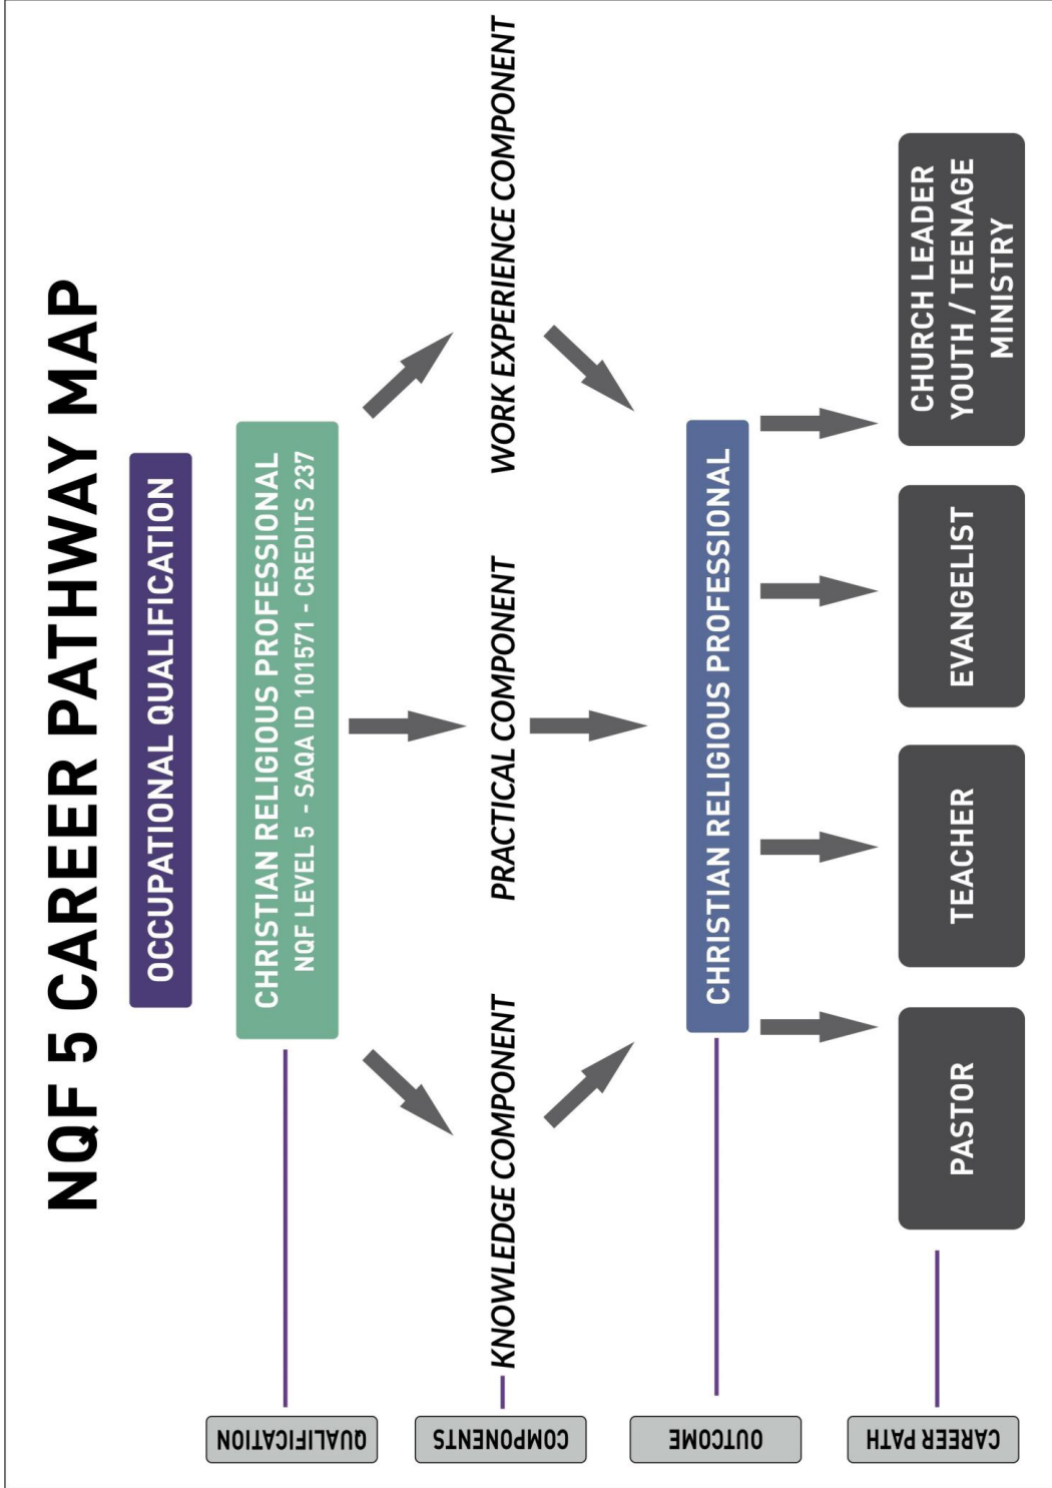 NQF 5 CAREER PATHWAY MAP
OCCUPATIONAL QUALIFICATION
QUALIFICATION
CHRISTIAN RELIGIOUS PROFESSIONAL
NQF LEVEL 5 - SAQA ID 101571 - CREDITS 237
COMPONENTS
KNOWLEDGE COMPONENT
PRACTICAL COMPONENT
WORK EXPERIENCE COMPONENT
OUTCOME
CHRISTIAN RELIGIOUS PROFESSIONAL
CAREER PATH
PASTOR
TEACHER
EVANGELIST
CHURCH LEADER
YOUTH / TEENAGE
MINISTRY